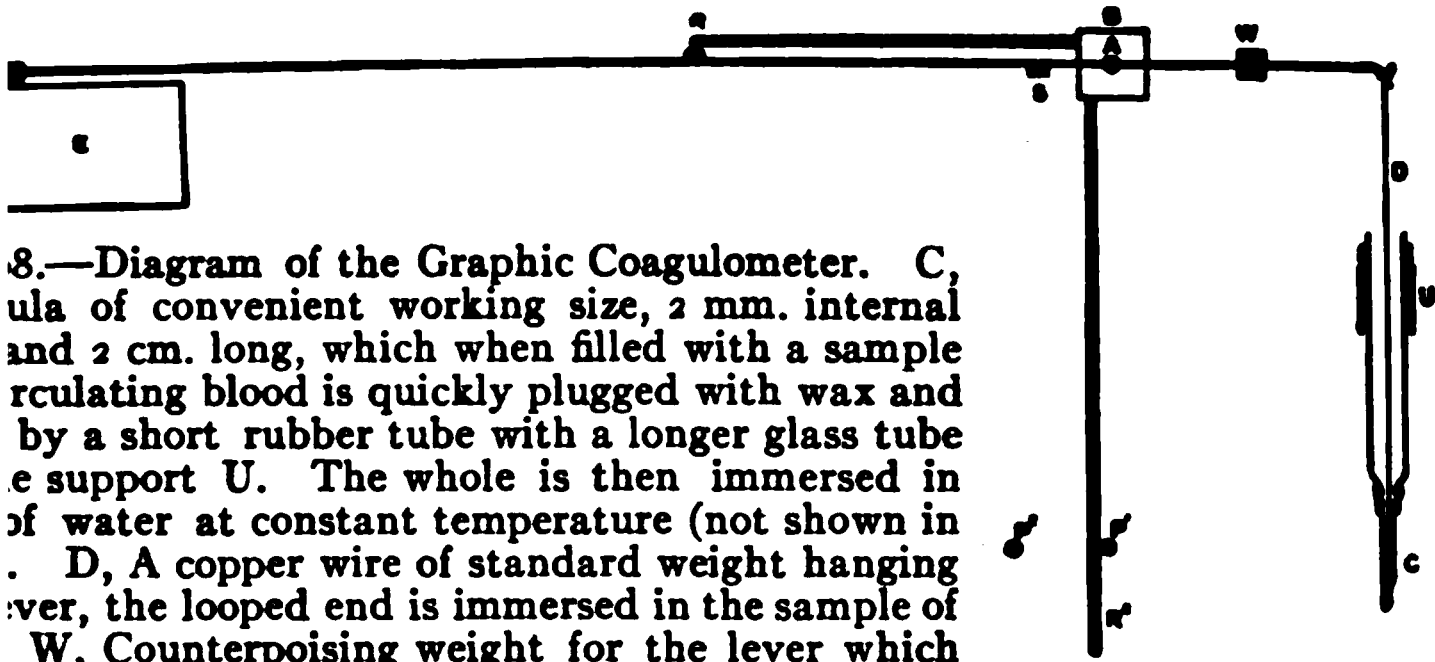 A
W
S
D
U
8.—Diagram of the Graphic Coagulometer. C,
ula of convenient working size, 2 mm. internal
and 2 cm. long, which when filled with a sample
rculating blood is quickly plugged with wax and
by a short rubber tube with a longer glass tube
e support U. The whole is then immersed in
of water at constant temperature (not shown in
. D, A copper wire of standard weight hanging
ver, the looped end is immersed in the sample of
W, Counterpoising weight for the lever which
C